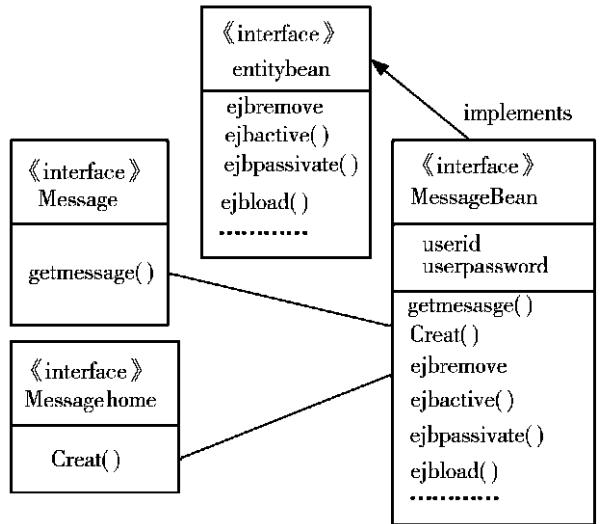 《interface》
entitybean
ejbremove
ejbactive()
ejbpassivate()
ejbload()
············
implements
《interface》
Message
getmessage()
《interface》
Messagehome
Creat()
《interface》
MessageBean
userid
userpassword
getmesasge()
Creat()
ejbremove
ejbactive()
ejbpassivate()
ejbload()
············